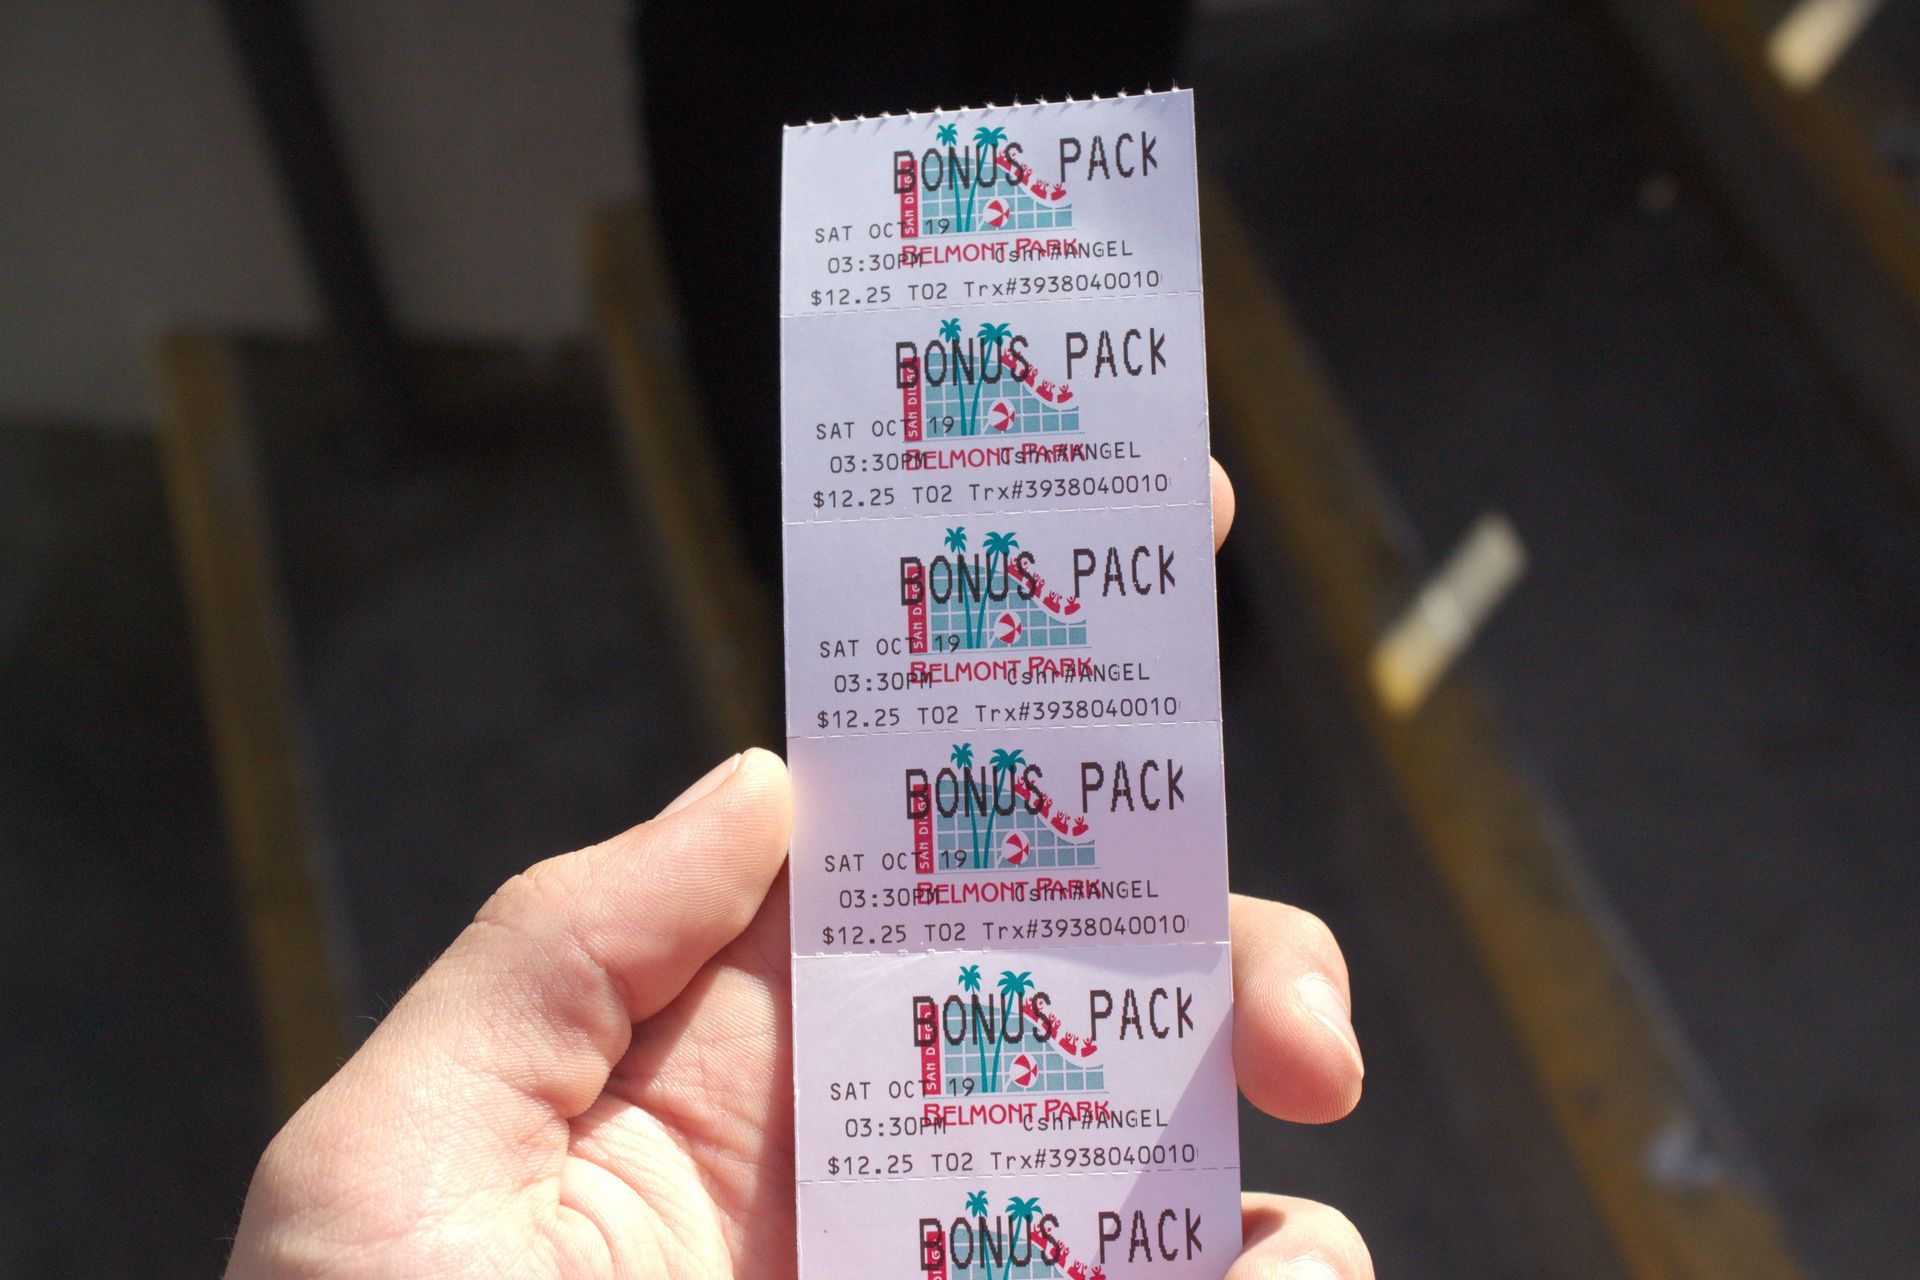 BONUS PACK
SAN DIEGO
SAT OCT 19
BELMONT PARK
03:30PM Cshr#ANGEL
$12.25 T02 Trx#3938040010
BONUS PACK
SAN DIEGO
SAT OCT 19
BELMONT PARK
03:30PM Cshr#ANGEL
$12.25 T02 Trx#3938040010
BONUS PACK
SAN DIEGO
SAT OCT 19
BELMONT PARK
03:30PM Cshr#ANGEL
$12.25 T02 Trx#3938040010
BONUS PACK
SAN DIEGO
SAT OCT 19
BELMONT PARK
03:30PM Cshr#ANGEL
$12.25 T02 Trx#3938040010
BONUS PACK
SAN DIEGO
SAT OCT 19
BELMONT PARK
03:30PM Cshr#ANGEL
$12.25 T02 Trx#3938040010
BONUS PACK